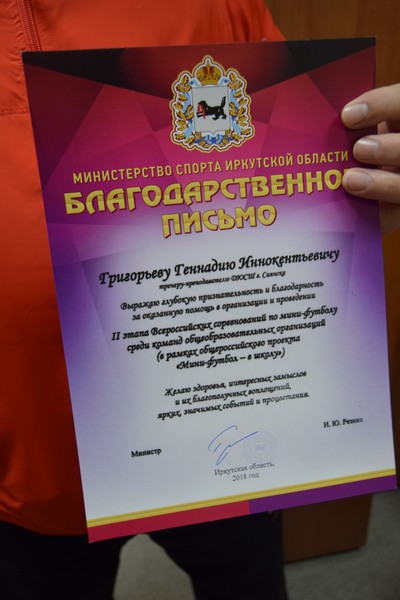 МИНИСТЕРСТВО СПОРТА ИРКУТСКОЙ ОБЛАСТИ
БЛАГОДАРСТВЕННО
ПИСЬМО
Григорьеву Геннадию Иннокентьевичу
тренеру-преподавателю ДЮСШ г. Саянска
Выражаю глубокую признательность и благодарность
за оказанную помощь в организации и проведении
II этапа Всероссийских соревнований по мини-футболу
среди команд общеобразовательных организаций
(в рамках общероссийского проекта
«Мини-футбол – в школу»)
Желаю здоровья, интересных замыслов
и их благополучных воплощений,
ярких, значимых событий и процветания.
Министр
И. Ю. Резник
Иркутская область,
2018 год